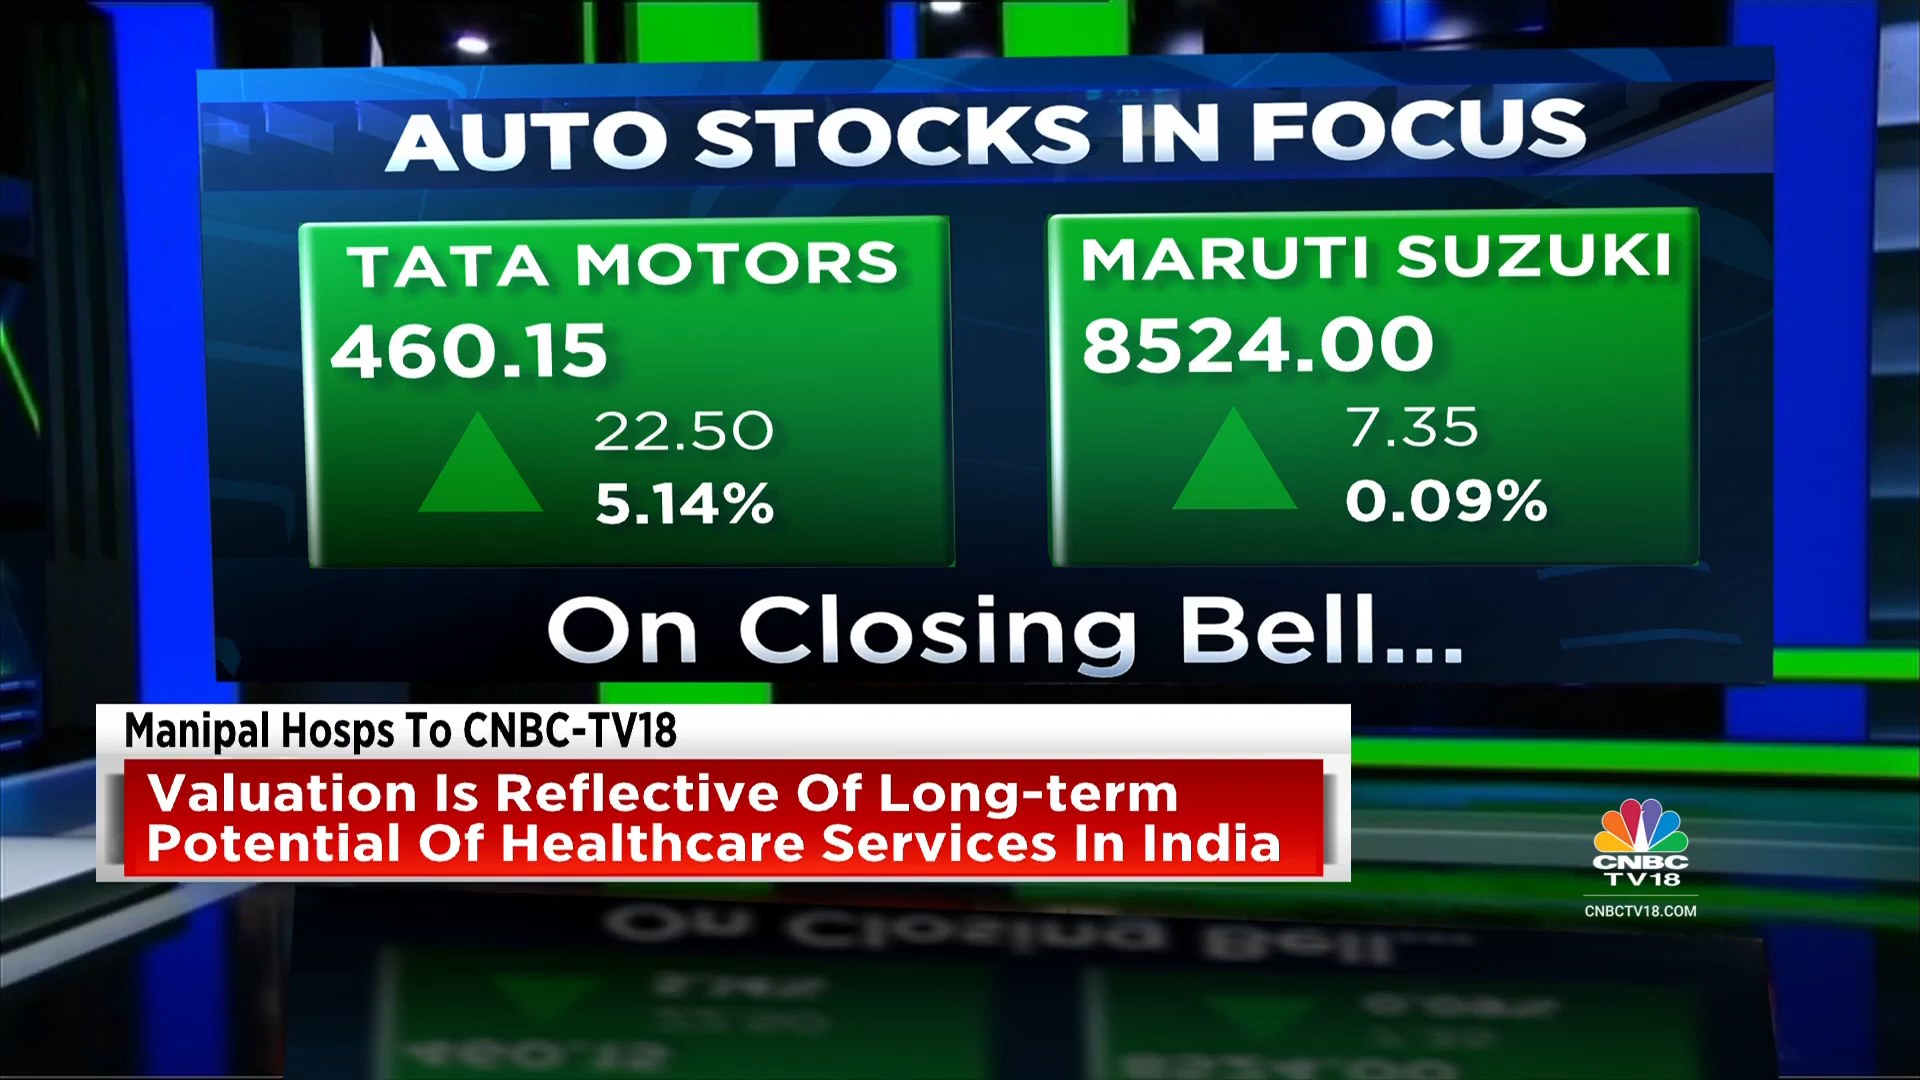 AUTO STOCKS IN FOCUS
TATA MOTORS
460.15
22.50
5.14%
MARUTI SUZUKI
8524.00
7.35
0.09%
On Closing Bell...
Manipal Hosps To CNBC-TV18
Valuation Is Reflective Of Long-term
Potential Of Healthcare Services In India
CNBC
TV18
CNBCTV18.COM